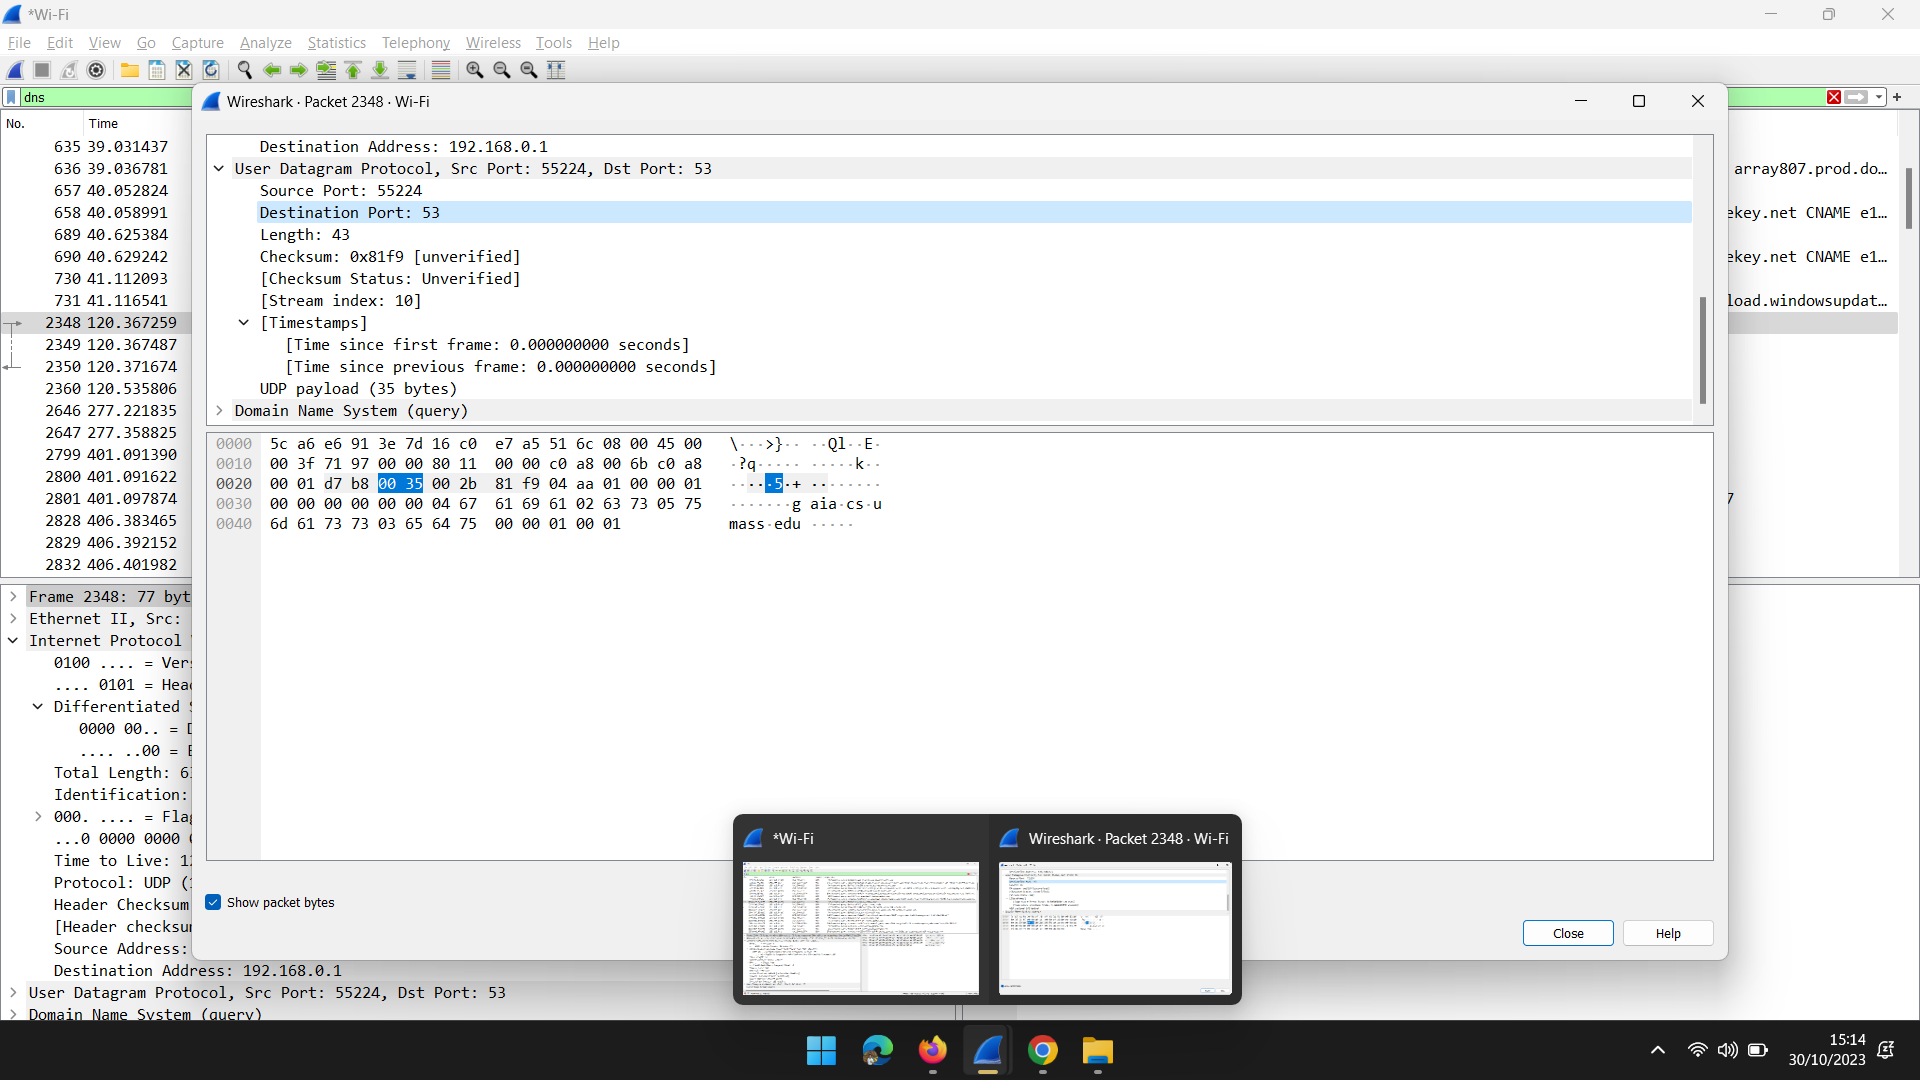 *Wi-Fi
File Edit View Go Capture Analyze Statistics Telephony Wireless Tools Help
dns
Wireshark · Packet 2348 · Wi-Fi
No. Time
635 39.031437
636 39.036781
657 40.052824
658 40.058991
689 40.625384
690 40.629242
730 41.112093
731 41.116541
2348 120.367259
2349 120.367487
2350 120.371674
2360 120.535806
2646 277.221835
2647 277.358825
2799 401.091390
2800 401.091622
2801 401.097874
2828 406.383465
2829 406.392152
2832 406.401982
array807.prod.do…
ekey.net CNAME e1…
ekey.net CNAME e1…
load.windowsupdat…
Destination Address: 192.168.0.1
User Datagram Protocol, Src Port: 55224, Dst Port: 53
Source Port: 55224
Destination Port: 53
Length: 43
Checksum: 0x81f9 [unverified]
[Checksum Status: Unverified]
[Stream index: 10]
[Timestamps]
[Time since first frame: 0.000000000 seconds]
[Time since previous frame: 0.000000000 seconds]
UDP payload (35 bytes)
Domain Name System (query)
0000 5c a6 e6 91 3e 7d 16 c0 e7 a5 51 6c 08 00 45 00 \···>}·· ··Ql··E·
0010 00 3f 71 97 00 00 80 11 00 00 c0 a8 00 6b c0 a8 ·?q····· ·····k··
0020 00 01 d7 b8 00 35 00 2b 81 f9 04 aa 01 00 00 01 ·····5·+ ········
0030 00 00 00 00 00 00 04 67 61 69 61 02 63 73 05 75 ·······g aia·cs·u
0040 6d 61 73 73 03 65 64 75 00 00 01 00 01 mass·edu ·····
Show packet bytes
Close Help
Frame 2348: 77 byt
Ethernet II, Src:
Internet Protocol
0100 .... = Vers
.... 0101 = Head
Differentiated S
0000 00.. = D
.... ..00 = E
Total Length: 6
Identification:
000. .... = Flag
...0 0000 0000
Time to Live: 12
Protocol: UDP (1
Header Checksum
[Header checksum
Source Address:
Destination Address: 192.168.0.1
User Datagram Protocol, Src Port: 55224, Dst Port: 53
Domain Name System (query)
*Wi-Fi
Wireshark · Packet 2348 · Wi-Fi
15:14
30/10/2023